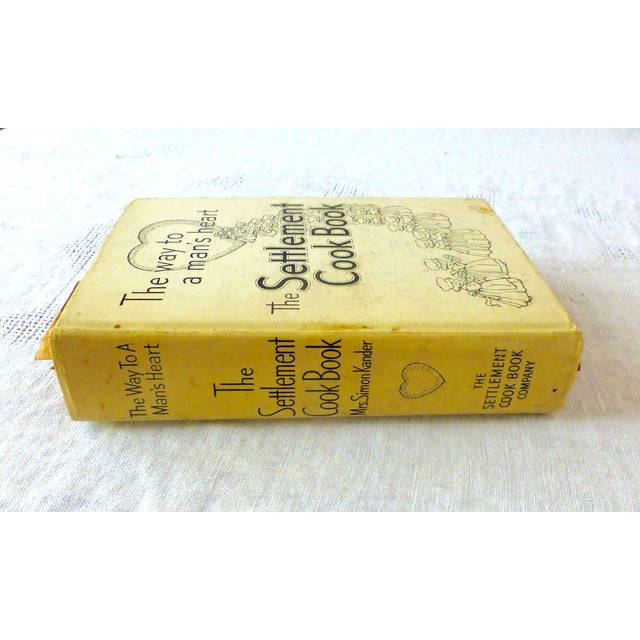 The way to
a man's heart
The Settlement
Cook Book
The Way To A
Man's Heart
The
Settlement
Cook Book
Mrs. Simon Kander
THE
SETTLEMENT
COOK BOOK
COMPANY